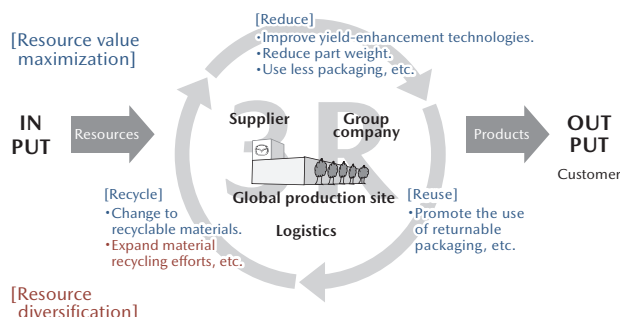 [Resource value
maximization]
[Reduce]
・Improve yield-enhancement technologies.
・Reduce part weight.
・Use less packaging, etc.
IN
PUT
Resources
3R
Supplier
Group
company
Global production site
Logistics
Products
OUT
PUT
Customer
[Recycle]
・Change to
recyclable materials.
・Expand material
recycling efforts, etc.
[Reuse]
・Promote the use
of returnable
packaging, etc.
[Resource
diversification]